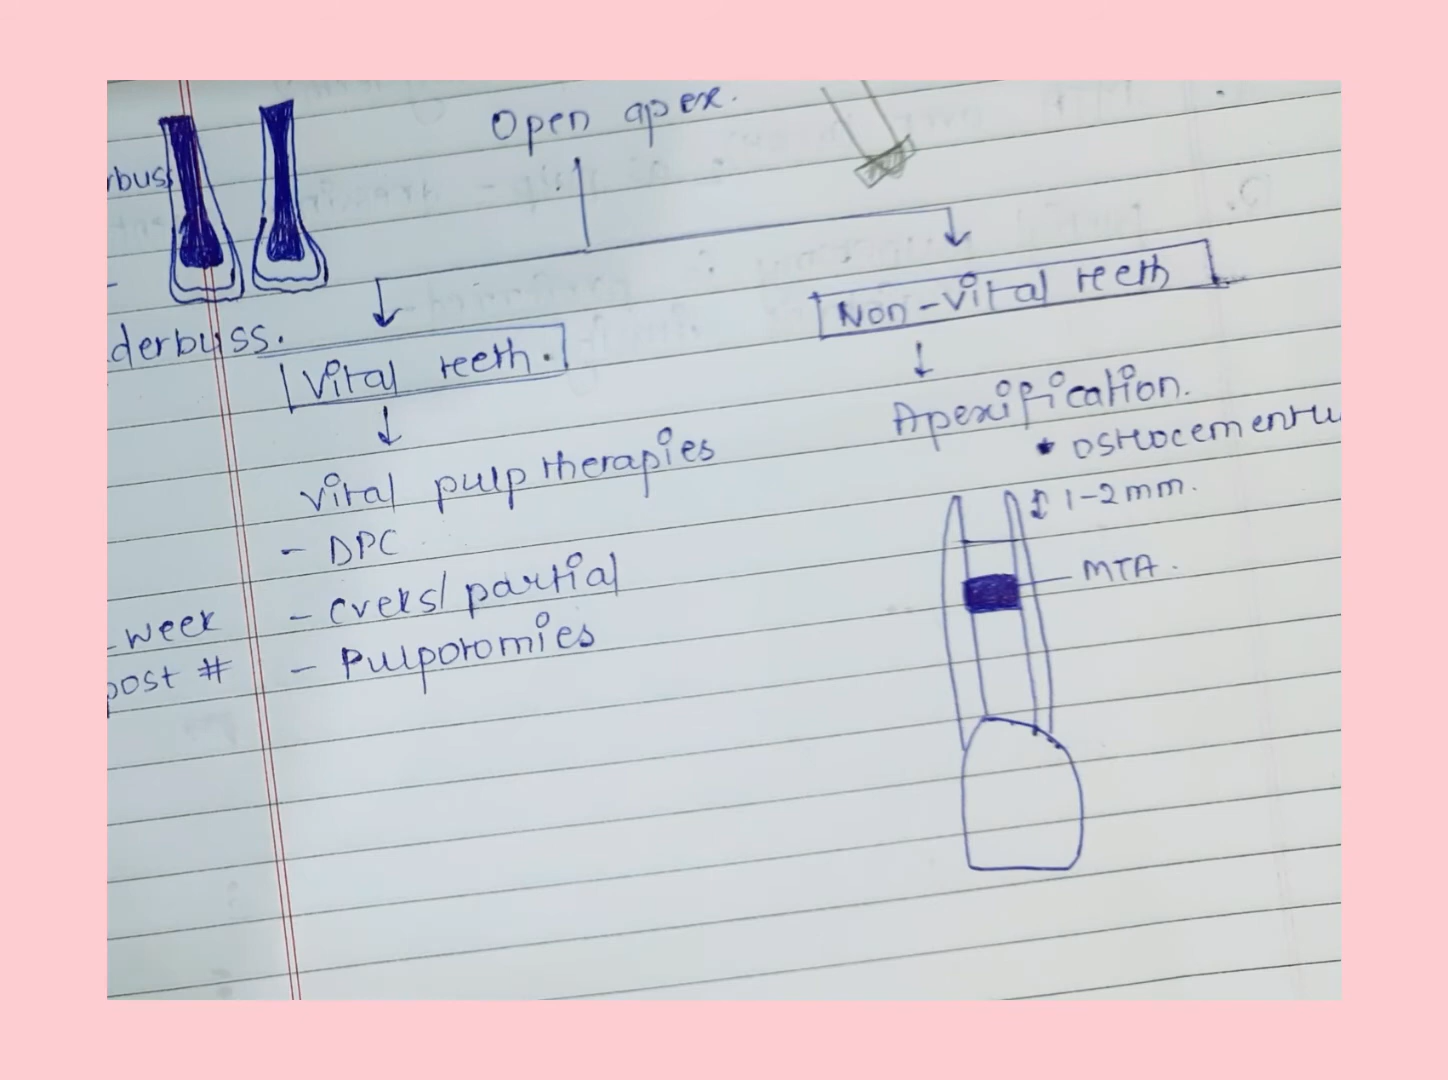 Open apex.
rbuss
derbuss.
Vital teeth.
Non-vital teeth
vital pulp therapies
- DPC
- cveks/partial
- Pulpotomies
week
post #
Apexification.
• osteocementu
1-2mm.
MTA.